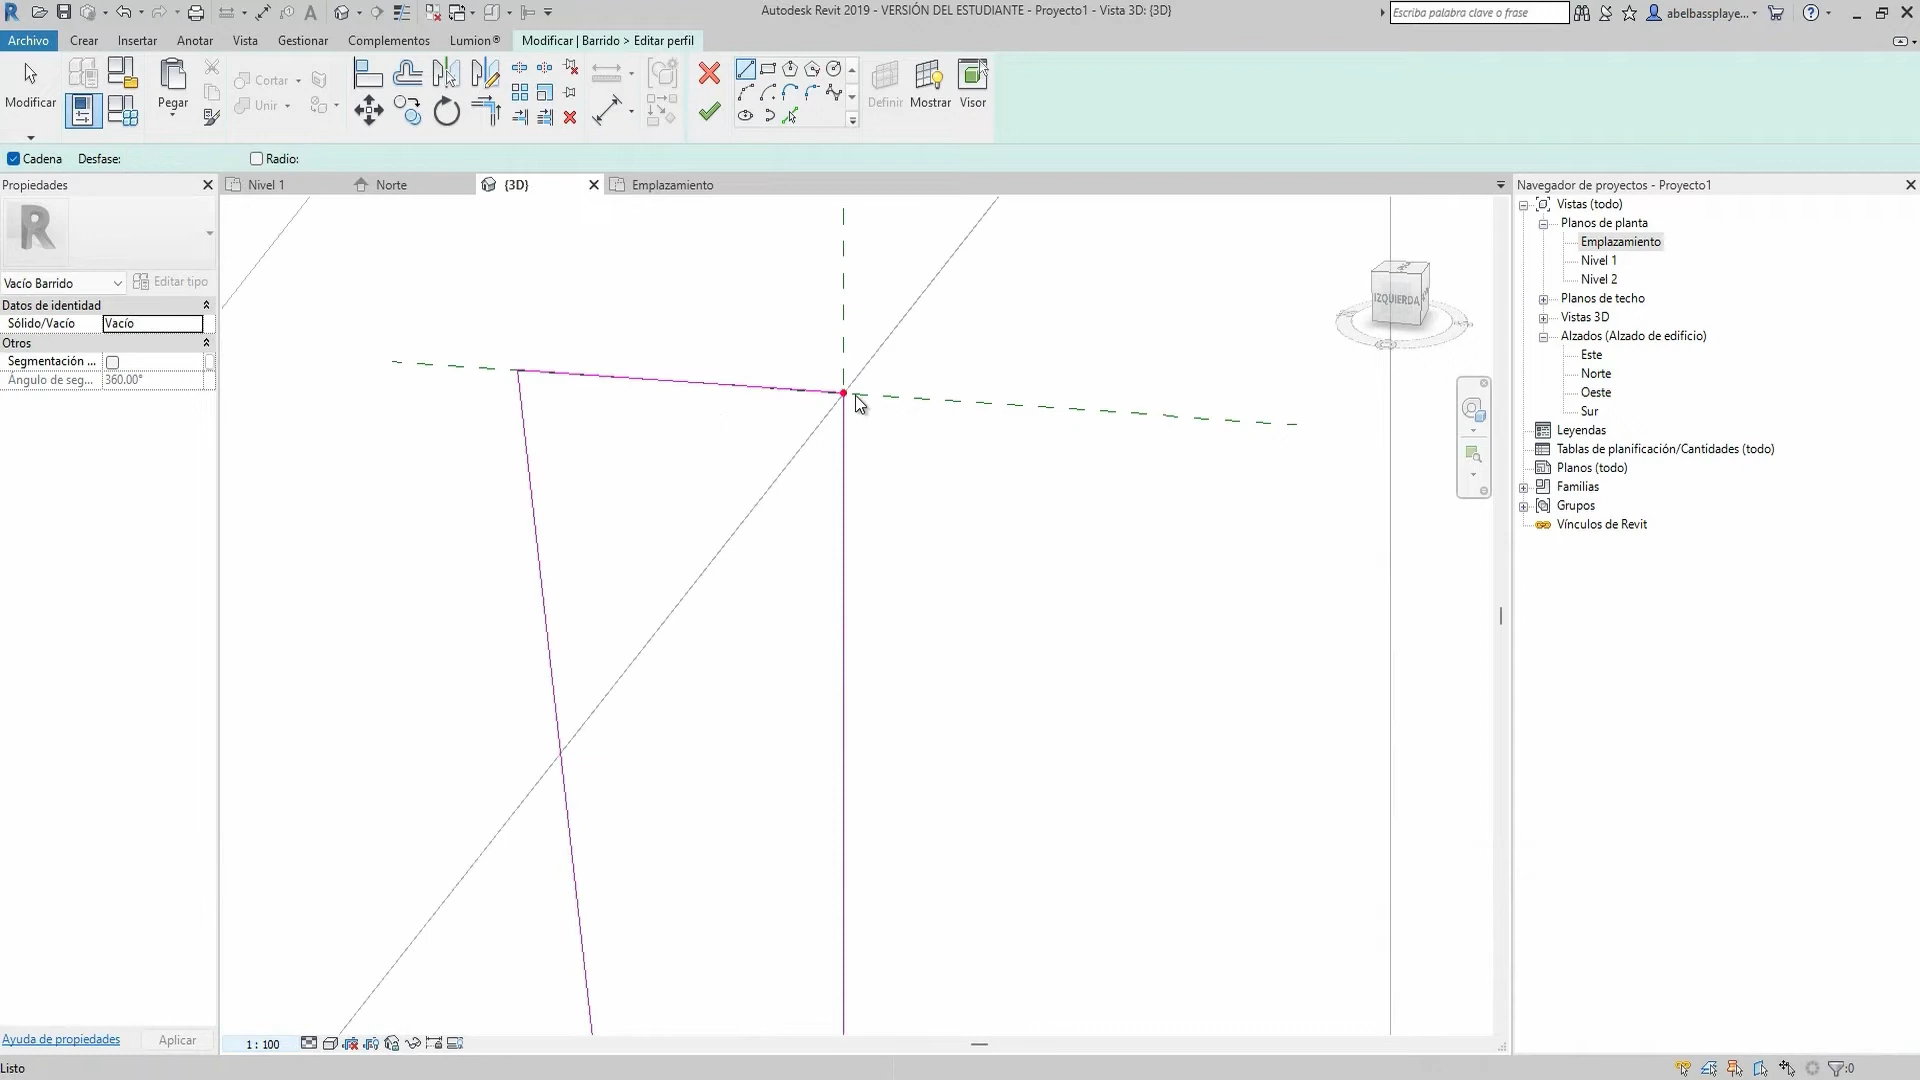 Autodesk Revit 2019 - VERSIÓN DEL ESTUDIANTE - Proyecto1 - Vista 3D: {3D}
Escriba palabra clave o frase
abelbassplaye...
Archivo Crear Insertar Anotar Vista Gestionar Complementos Lumion® Modificar | Barrido > Editar perfil
Modificar
Pegar
Cortar
Unir
Definir
Mostrar
Visor
Cadena Desfase: Radio:
Propiedades
Nivel 1
Norte
{3D}
Emplazamiento
Vacío Barrido
Editar tipo
Datos de identidad
Sólido/Vacío Vacío
Otros
Segmentación ...
Ángulo de seg... 360.00°
IZQUIERDA
Navegador de proyectos - Proyecto1
Vistas (todo)
Planos de planta
Emplazamiento
Nivel 1
Nivel 2
Planos de techo
Vistas 3D
Alzados (Alzado de edificio)
Este
Norte
Oeste
Sur
Leyendas
Tablas de planificación/Cantidades (todo)
Planos (todo)
Familias
Grupos
Vínculos de Revit
Ayuda de propiedades Aplicar
1 : 100
Listo
:0